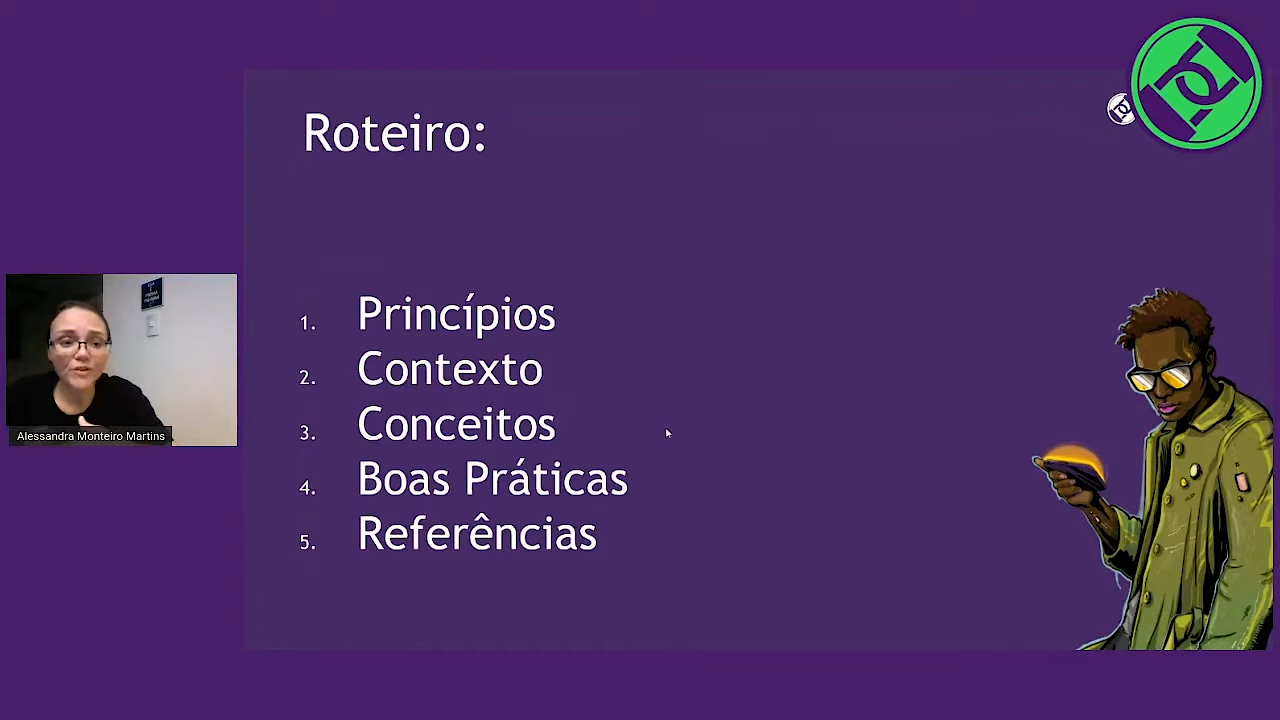 Roteiro:
1. Princípios
2. Contexto
3. Conceitos
4. Boas Práticas
5. Referências
Alessandra Monteiro Martins